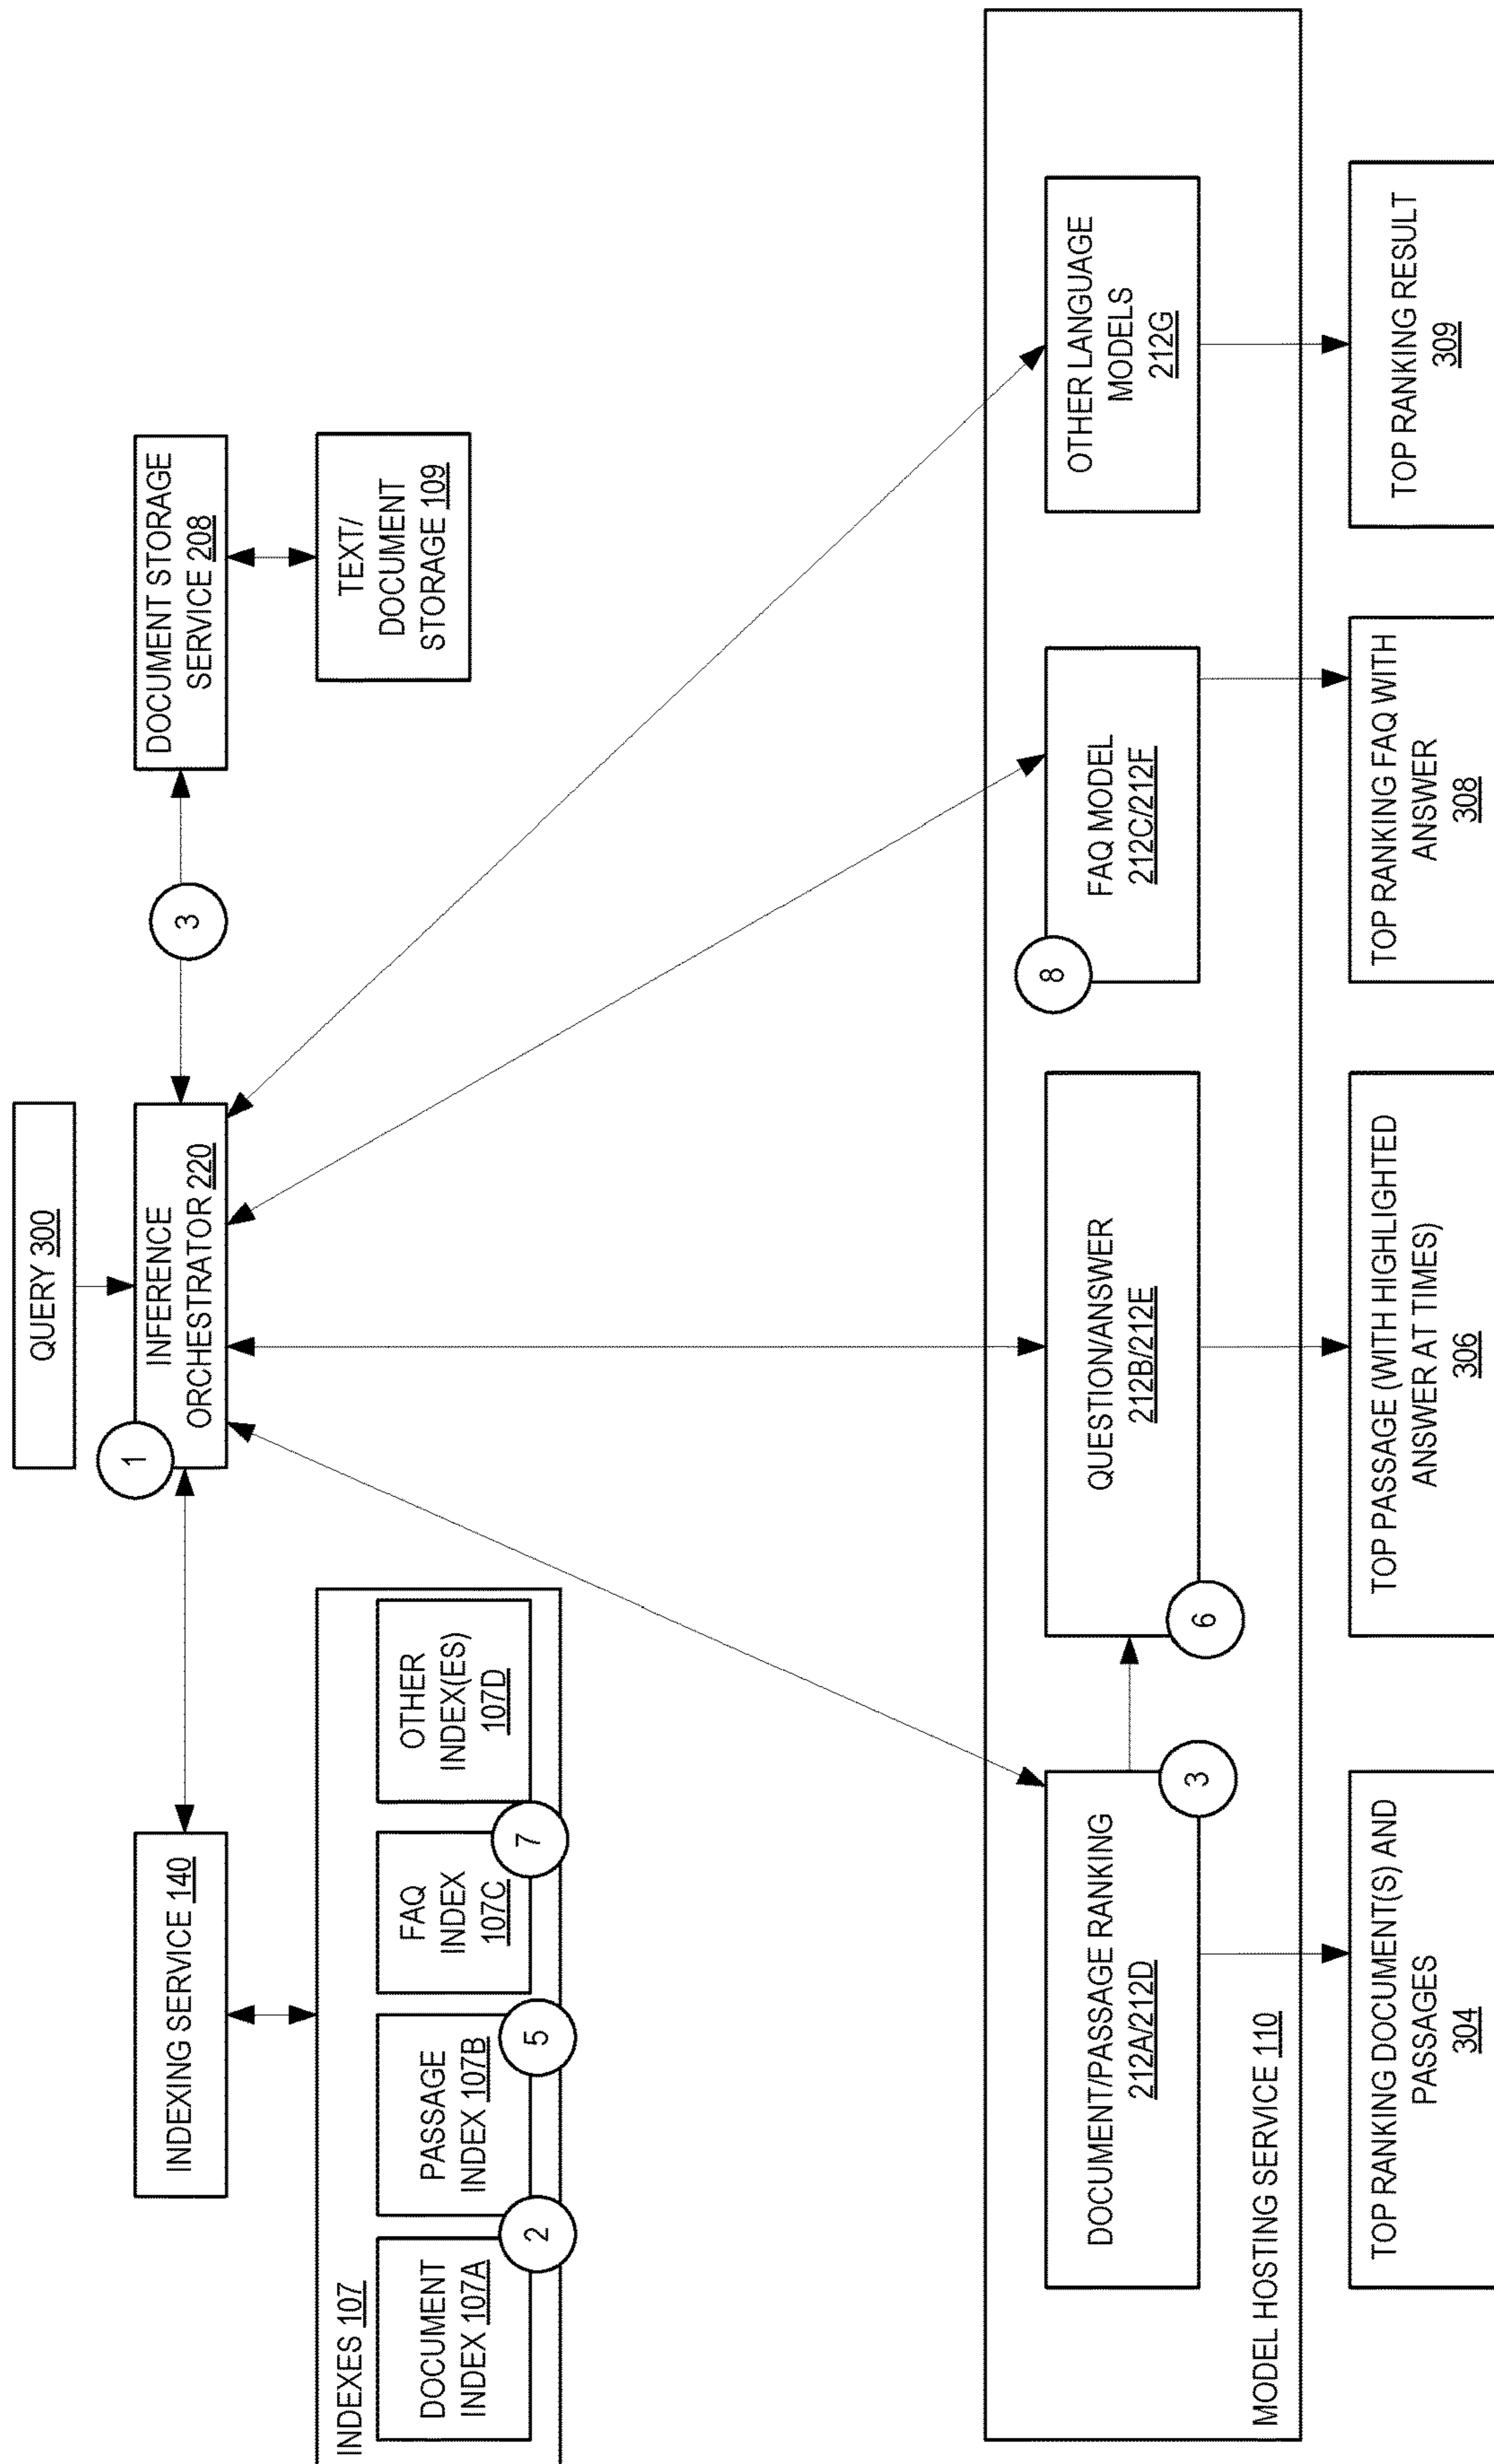 QUERY 300
1
INFERENCE
ORCHESTRATOR 220
3
INDEXING SERVICE 140
DOCUMENT STORAGE
SERVICE 208
TEXT/
DOCUMENT
STORAGE 109
INDEXES 107
DOCUMENT
INDEX 107A
2
PASSAGE
INDEX 107B
5
FAQ
INDEX
107C
7
OTHER
INDEX(ES)
107D
DOCUMENT/PASSAGE RANKING
212A/212D
3
QUESTION/ANSWER
212B/212E
6
8
FAQ MODEL
212C/212F
OTHER LANGUAGE
MODELS
212G
MODEL HOSTING SERVICE 110
TOP RANKING DOCUMENT(S) AND
PASSAGES
304
TOP PASSAGE (WITH HIGHLIGHTED
ANSWER AT TIMES)
306
TOP RANKING FAQ WITH
ANSWER
308
TOP RANKING RESULT
309